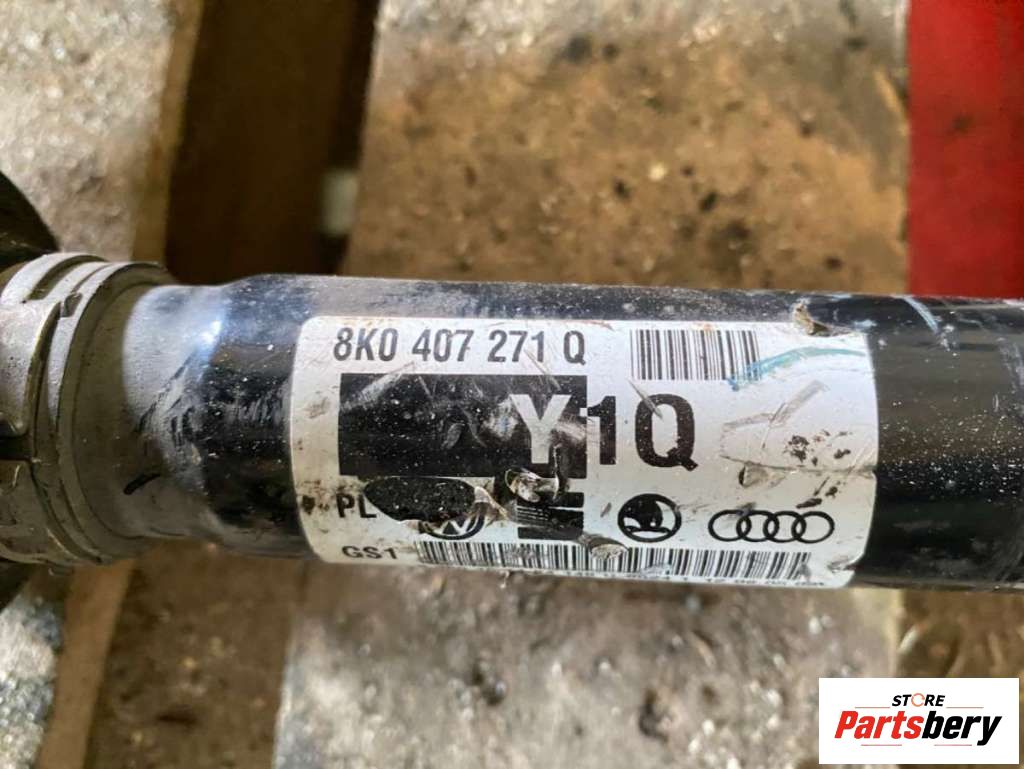 8K0 407 271 Q
Y1Q
PL
GS1
STORE
Partsbery